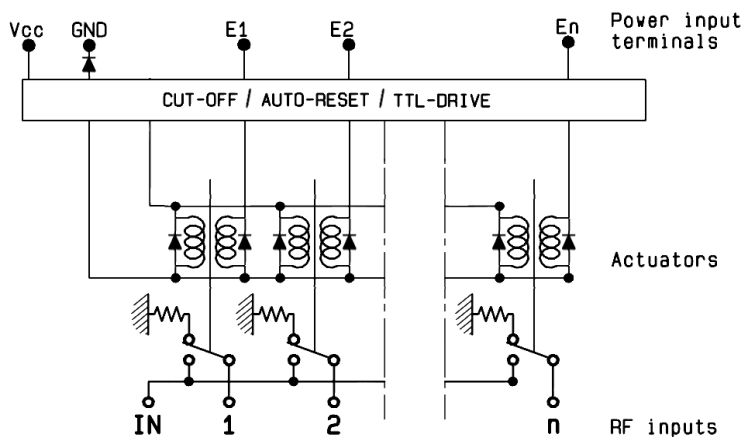 Vcc GND E1 E2 En Power input
terminals
CUT-OFF / AUTO-RESET / TTL-DRIVE
Actuators
IN 1 2 n RF inputs